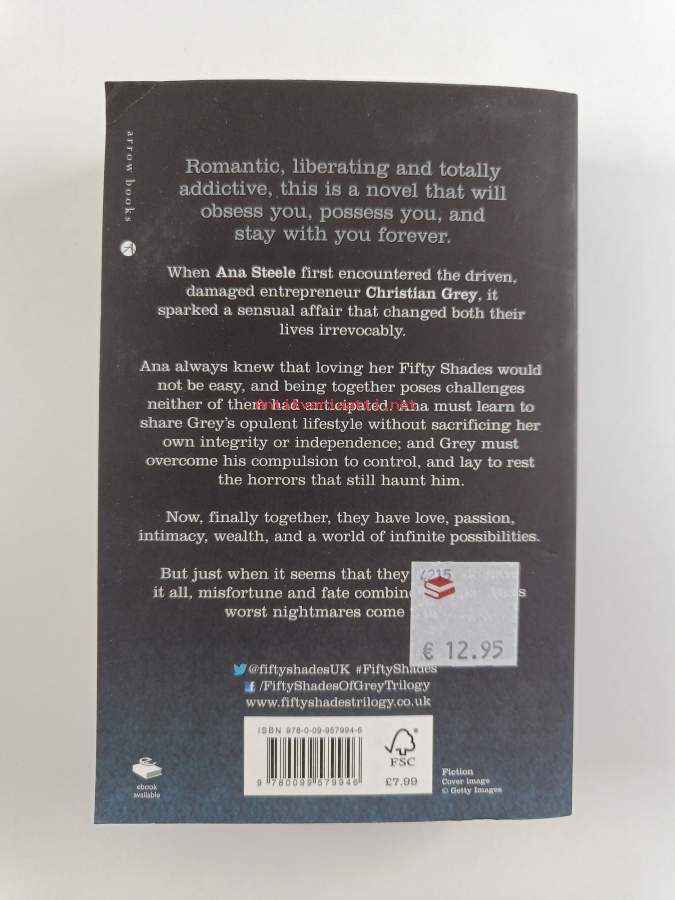 arrow books
Romantic, liberating and totally
addictive, this is a novel that will
obsess you, possess you, and
stay with you forever.
When Ana Steele first encountered the driven,
damaged entrepreneur Christian Grey, it
sparked a sensual affair that changed both their
lives irrevocably.
Ana always knew that loving her Fifty Shades would
not be easy, and being together poses challenges
neither of them had anticipated. Ana must learn to
share Grey's opulent lifestyle without sacrificing her
own integrity or independence; and Grey must
overcome his compulsion to control, and lay to rest
the horrors that still haunt him.
Now, finally together, they have love, passion,
intimacy, wealth, and a world of infinite possibilities.
But just when it seems that they
it all, misfortune and fate combine
worst nightmares come
4215
€ 12.95
@fiftyshadesUK #FiftyShades
/FiftyShadesOfGreyTrilogy
www.fiftyshadestrilogy.co.uk
ISBN 978-0-09-957994-6
9 780099 579946
FSC
£7.99
ebook
available
Fiction
Cover image
© Getty Images